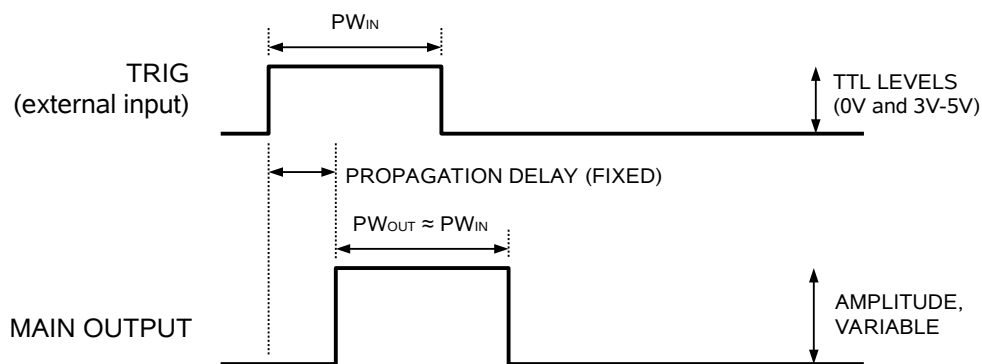 PWIN
TRIG
(external input)
TTL LEVELS
(0V and 3V-5V)
PROPAGATION DELAY (FIXED)
PWOUT ≈ PWIN
MAIN OUTPUT
AMPLITUDE,
VARIABLE